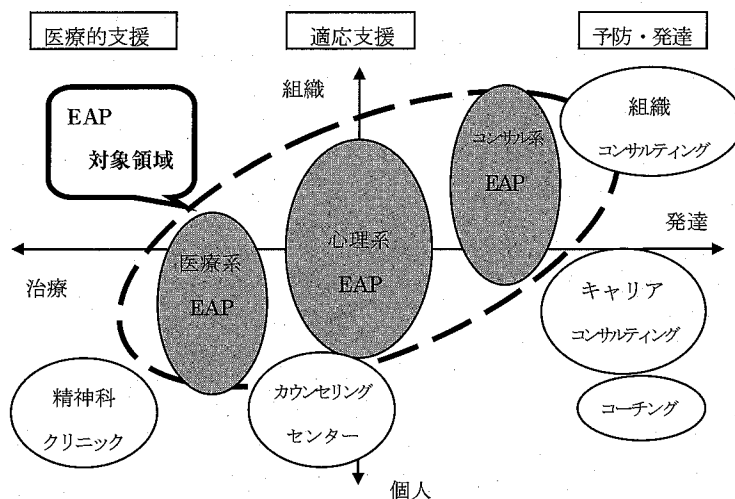 医療的支援
適応支援
予防・発達
組織
EAP
対象領域
コンサル系
EAP
組織
コンサルティング
発達
治療
医療系
EAP
心理系
EAP
キャリア
コンサルティング
精神科
クリニック
カウンセリング
センター
コーチング
個人